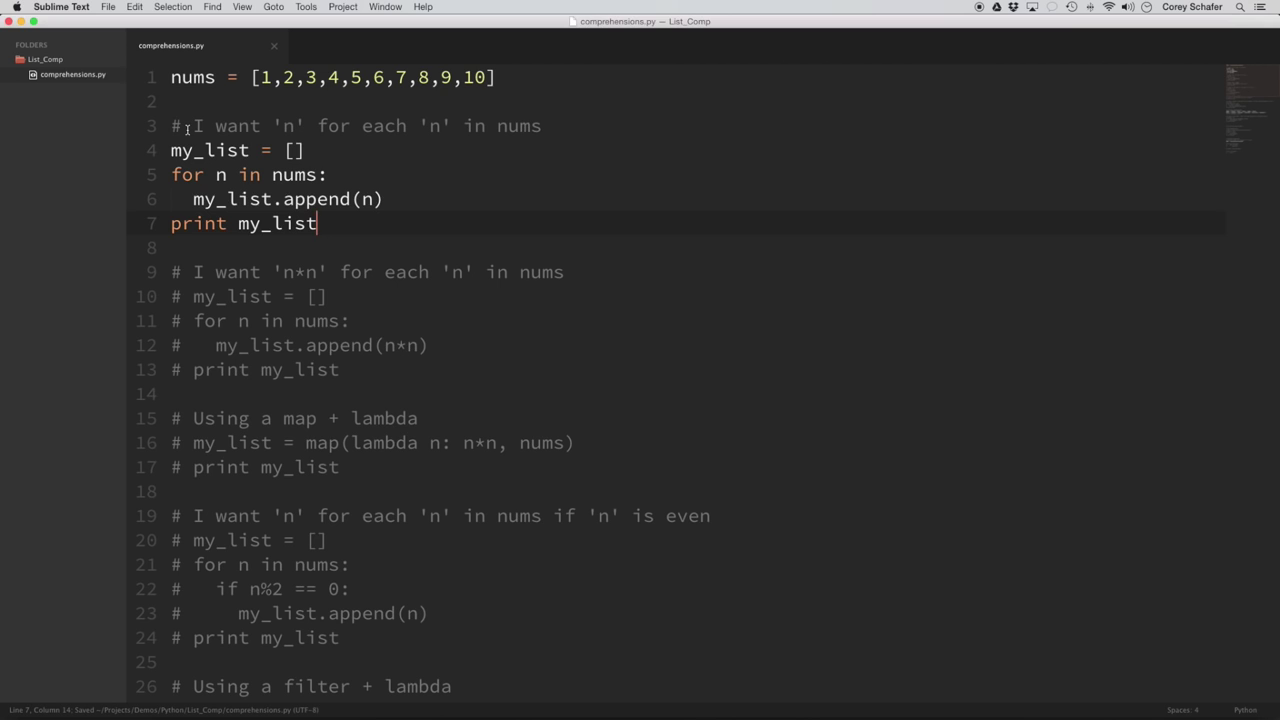 Sublime Text File Edit Selection Find View Goto Tools Project Window Help Corey Schafer
comprehensions.py — List_Comp
FOLDERS
List_Comp
comprehensions.py
comprehensions.py
1 nums = [1,2,3,4,5,6,7,8,9,10]
2
3 # I want 'n' for each 'n' in nums
4 my_list = []
5 for n in nums:
6   my_list.append(n)
7 print my_list
8
9 # I want 'n*n' for each 'n' in nums
10 # my_list = []
11 # for n in nums:
12 #   my_list.append(n*n)
13 # print my_list
14
15 # Using a map + lambda
16 # my_list = map(lambda n: n*n, nums)
17 # print my_list
18
19 # I want 'n' for each 'n' in nums if 'n' is even
20 # my_list = []
21 # for n in nums:
22 #   if n%2 == 0:
23 #     my_list.append(n)
24 # print my_list
25
26 # Using a filter + lambda
Line 7, Column 14; Saved ~/Projects/Demos/Python/List_Comp/comprehensions.py (UTF-8) Spaces: 4 Python